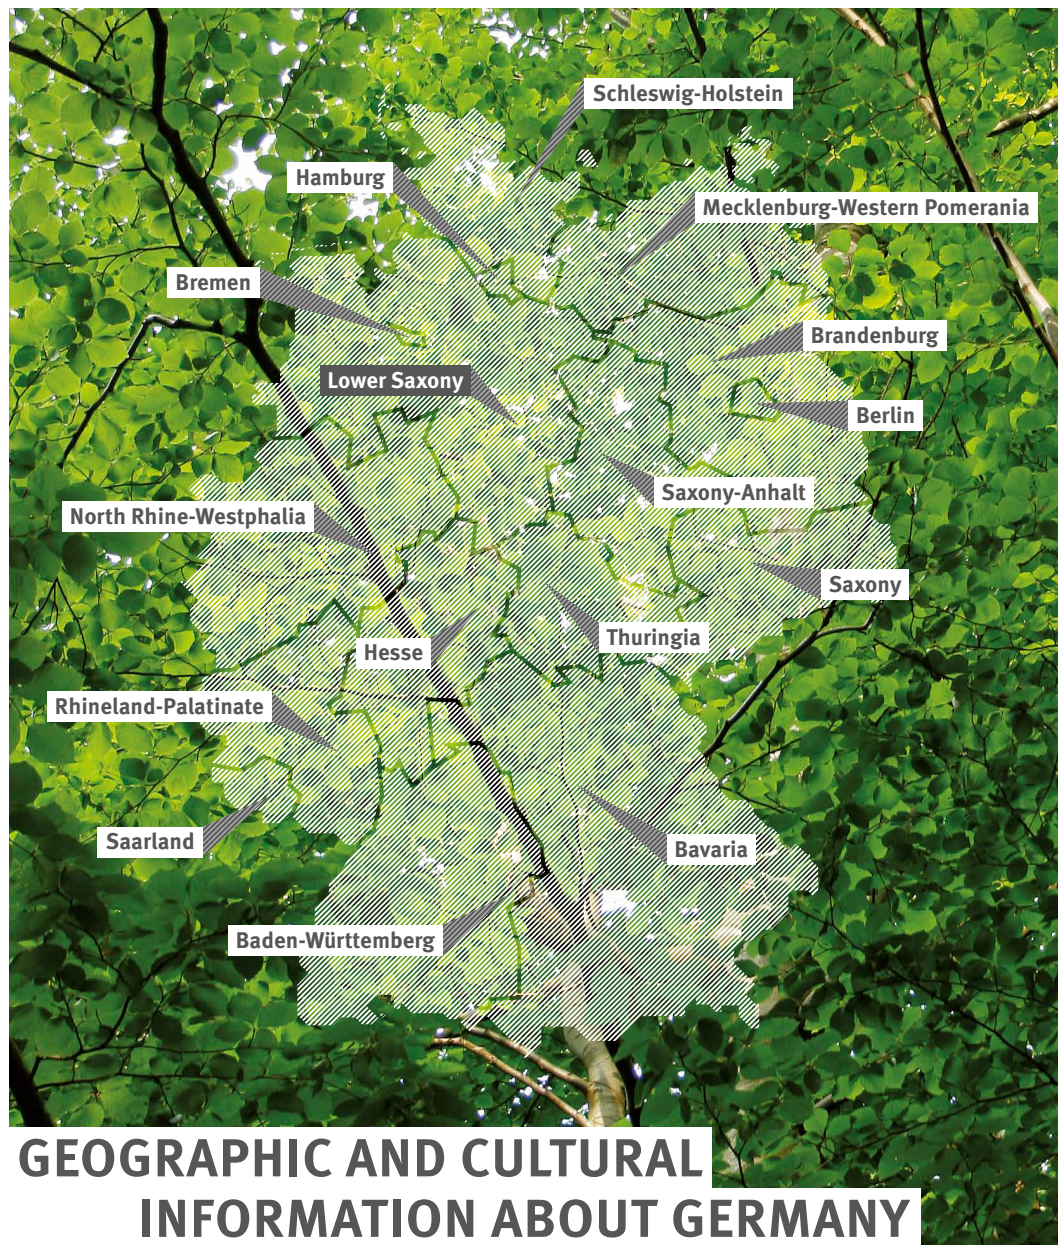 Schleswig-Holstein
Hamburg
Mecklenburg-Western Pomerania
Bremen
Brandenburg
Lower Saxony
Berlin
Saxony-Anhalt
North Rhine-Westphalia
Saxony
Thuringia
Hesse
Rhineland-Palatinate
Saarland
Bavaria
Baden-Württemberg
GEOGRAPHIC AND CULTURAL
INFORMATION ABOUT GERMANY